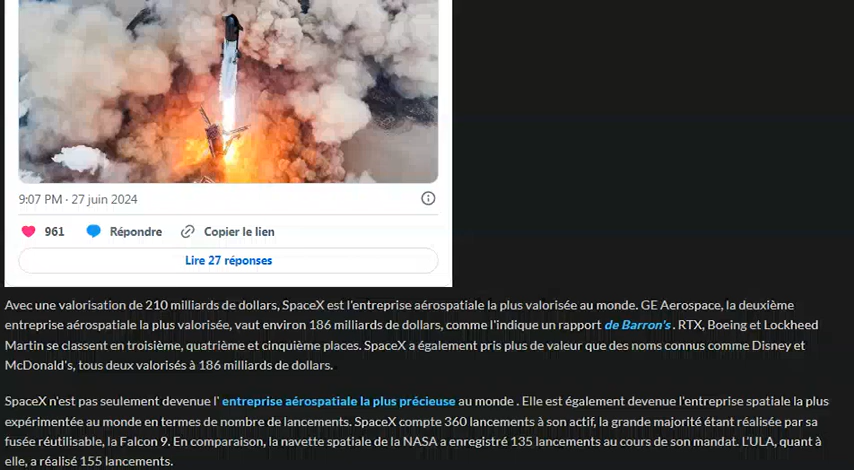 9:07 PM · 27 juin 2024
961 Répondre Copier le lien
Lire 27 réponses
Avec une valorisation de 210 milliards de dollars, SpaceX est l'entreprise aérospatiale la plus valorisée au monde. GE Aerospace, la deuxième
entreprise aérospatiale la plus valorisée, vaut environ 186 milliards de dollars, comme l'indique un rapport de Barron's . RTX, Boeing et Lockheed
Martin se classent en troisième, quatrième et cinquième places. SpaceX a également pris plus de valeur que des noms connus comme Disney et
McDonald's, tous deux valorisés à 186 milliards de dollars.
SpaceX n'est pas seulement devenue l' entreprise aérospatiale la plus précieuse au monde . Elle est également devenue l'entreprise spatiale la plus
expérimentée au monde en termes de nombre de lancements. SpaceX compte 360 lancements à son actif, la grande majorité étant réalisée par sa
fusée réutilisable, la Falcon 9. En comparaison, la navette spatiale de la NASA a enregistré 135 lancements au cours de son mandat. L'ULA, quant à
elle, a réalisé 155 lancements.